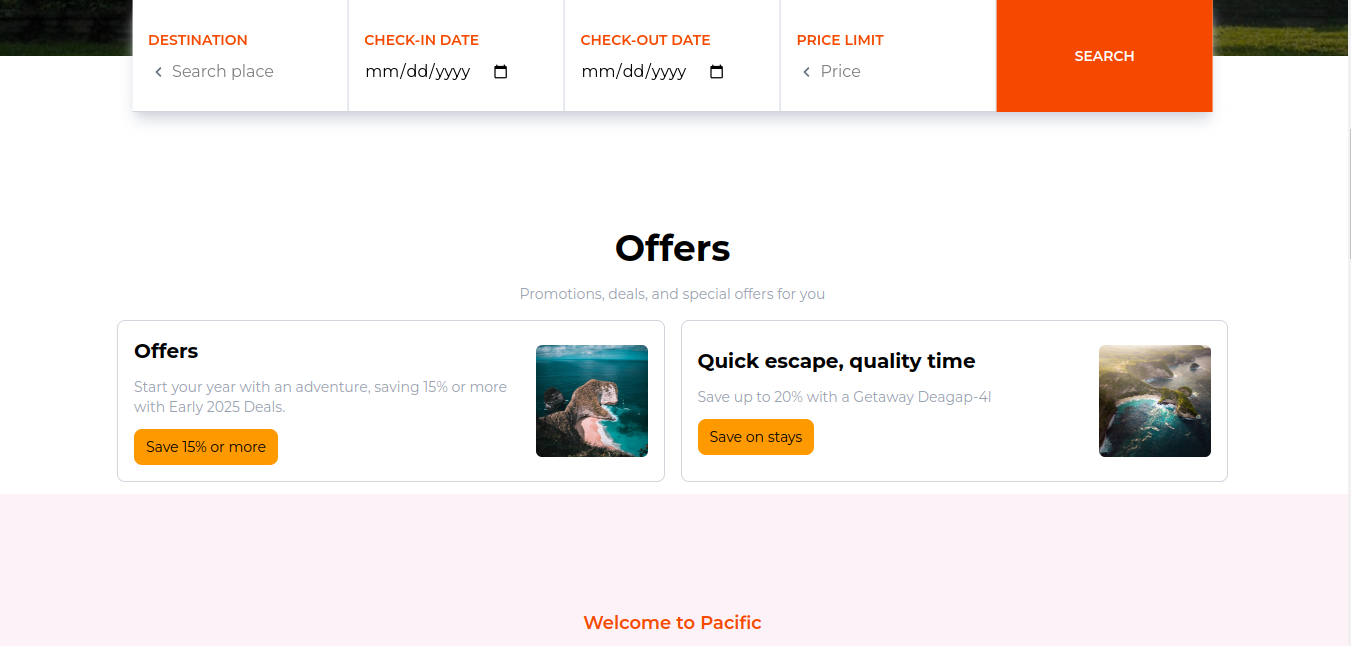 DESTINATION
Search place
CHECK-IN DATE
mm/dd/yyyy
CHECK-OUT DATE
mm/dd/yyyy
PRICE LIMIT
Price
SEARCH
Offers
Promotions, deals, and special offers for you
Offers
Start your year with an adventure, saving 15% or more
with Early 2025 Deals.
Save 15% or more
Quick escape, quality time
Save up to 20% with a Getaway Deagap-4l
Save on stays
Welcome to Pacific